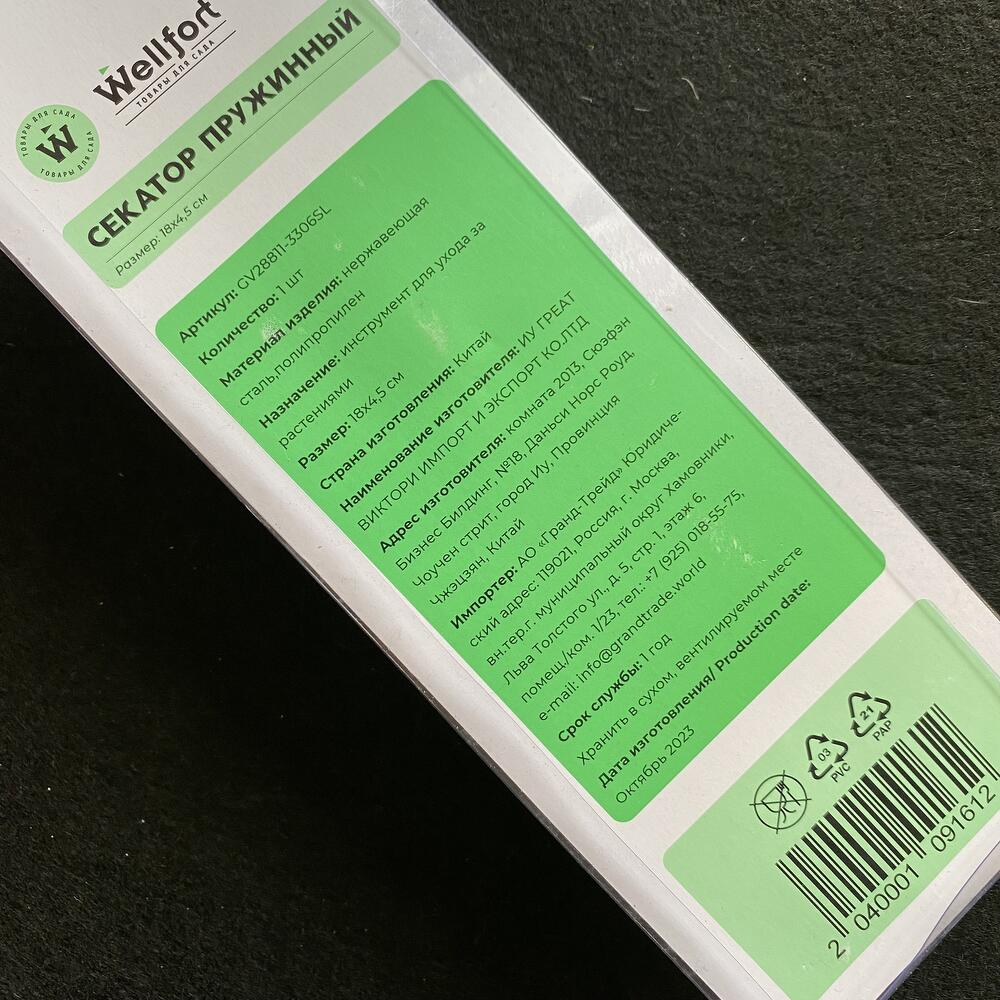 Wellfort
ТОВАРЫ ДЛЯ САДА
ТОВАРЫ ДЛЯ САДА
W
ТОВАРЫ ДЛЯ САДА
СЕКАТОР ПРУЖИННЫЙ
Размер: 18х4,5 см
Артикул: GV28811-3306SL
Количество: 1 шт
Материал изделия: нержавеющая
сталь,полипропилен
Назначение: инструмент для ухода за
растениями
Размер: 18х4,5 см
Страна изготовления: Китай
Наименование изготовителя: ИУ ГРЕАТ
ВИКТОРИ ИМПОРТ И ЭКСПОРТ КО.ЛТД
Адрес изготовителя: комната 2013, Сюэфэн
Бизнес Билдинг, №18, Даньси Норс Роуд,
Чоучен стрит, город Иу, Провинция
Чжэцзян, Китай
Импортер: АО «Гранд-Трейд» Юридиче-
ский адрес: 119021, Россия, г. Москва,
вн.тер.г. муниципальный округ Хамовники,
Льва Толстого ул., д. 5, стр. 1, этаж 6,
помещ/ком. 1/23, тел.: +7 (925) 018-55-75,
e-mail: info@grandtrade.world
Срок службы: 1 год
Хранить в сухом, вентилируемом месте
Дата изготовления/ Production date:
Октябрь 2023
03
PVC
21
PAP
2 040001 091612